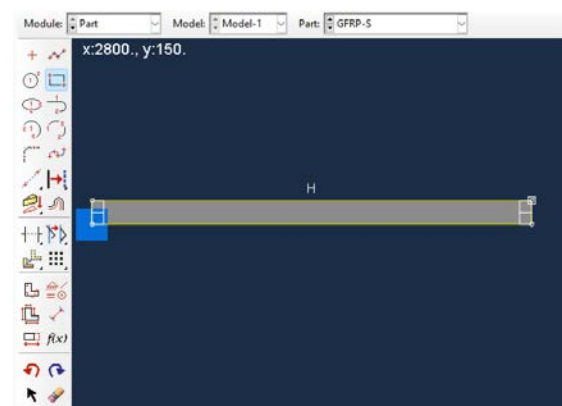 Module: Part Model: Model-1 Part: GFRP-S
x:2800., y:150.
H
f(x)